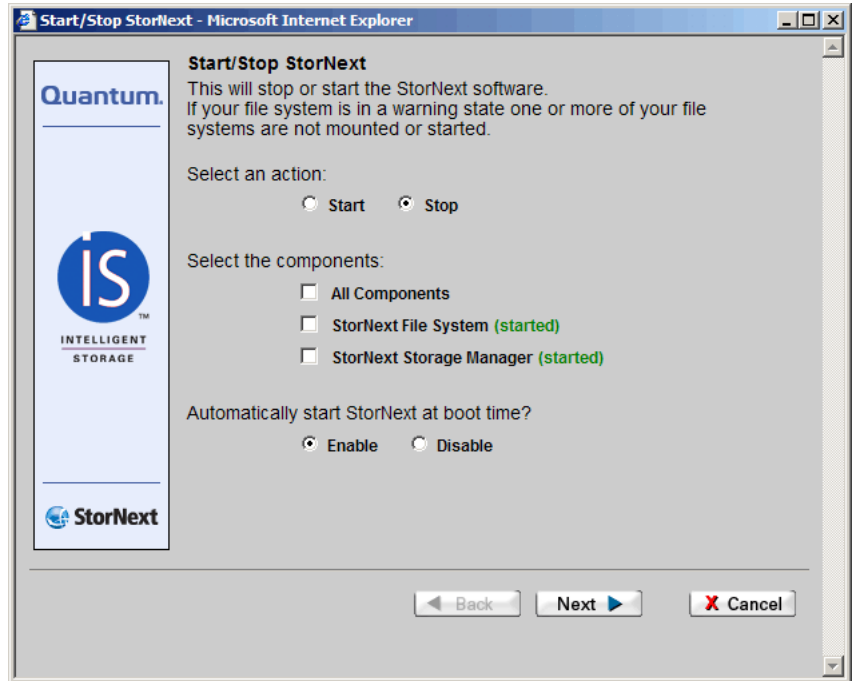 Start/Stop StorNext - Microsoft Internet Explorer
Start/Stop StorNext
This will stop or start the StorNext software.
If your file system is in a warning state one or more of your file
systems are not mounted or started.
Quantum.
Select an action:
Start Stop
Select the components:
All Components
StorNext File System (started)
StorNext Storage Manager (started)
iS
TM
INTELLIGENT
STORAGE
Automatically start StorNext at boot time?
Enable Disable
StorNext
Back Next X Cancel